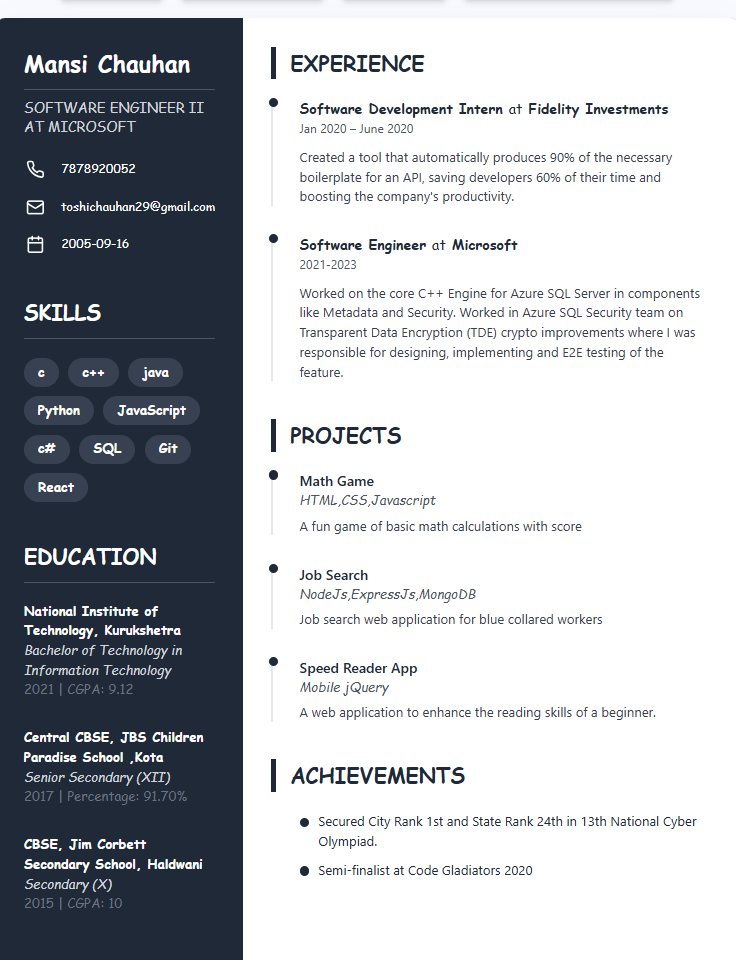 Mansi Chauhan
SOFTWARE ENGINEER II
AT MICROSOFT
7878920052
toshichauhan29@gmail.com
2005-09-16
SKILLS
c c++ java
Python JavaScript
c# SQL Git
React
EDUCATION
National Institute of
Technology, Kurukshetra
Bachelor of Technology in
Information Technology
2021 | CGPA: 9.12
Central CBSE, JBS Children
Paradise School ,Kota
Senior Secondary (XII)
2017 | Percentage: 91.70%
CBSE, Jim Corbett
Secondary School, Haldwani
Secondary (X)
2015 | CGPA: 10
EXPERIENCE
Software Development Intern at Fidelity Investments
Jan 2020 – June 2020
Created a tool that automatically produces 90% of the necessary
boilerplate for an API, saving developers 60% of their time and
boosting the company's productivity.
Software Engineer at Microsoft
2021-2023
Worked on the core C++ Engine for Azure SQL Server in components
like Metadata and Security. Worked in Azure SQL Security team on
Transparent Data Encryption (TDE) crypto improvements where I was
responsible for designing, implementing and E2E testing of the
feature.
PROJECTS
Math Game
HTML,CSS,Javascript
A fun game of basic math calculations with score
Job Search
NodeJs,ExpressJs,MongoDB
Job search web application for blue collared workers
Speed Reader App
Mobile jQuery
A web application to enhance the reading skills of a beginner.
ACHIEVEMENTS
Secured City Rank 1st and State Rank 24th in 13th National Cyber
Olympiad.
Semi-finalist at Code Gladiators 2020